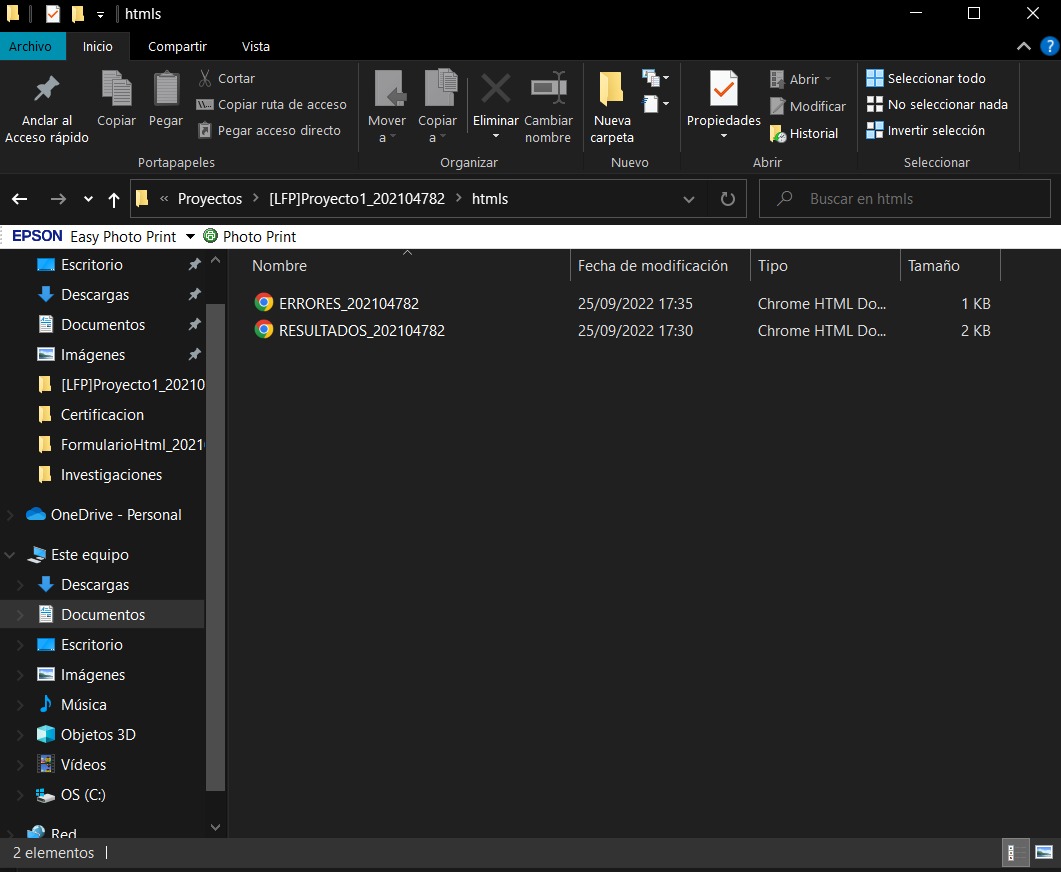 htmls
Archivo Inicio Compartir Vista
Anclar al Acceso rápido
Copiar
Pegar
Cortar
Copiar ruta de acceso
Pegar acceso directo
Portapapeles
Mover a
Copiar a
Eliminar
Cambiar nombre
Organizar
Nueva carpeta
Nuevo
Propiedades
Abrir
Modificar
Historial
Abrir
Seleccionar todo
No seleccionar nada
Invertir selección
Seleccionar
« Proyectos > [LFP]Proyecto1_202104782 > htmls
Buscar en htmls
EPSON Easy Photo Print Photo Print
Escritorio
Descargas
Documentos
Imágenes
[LFP]Proyecto1_20210
Certificacion
FormularioHtml_2021
Investigaciones
OneDrive - Personal
Este equipo
Descargas
Documentos
Escritorio
Imágenes
Música
Objetos 3D
Vídeos
OS (C:)
Red
Nombre Fecha de modificación Tipo Tamaño
ERRORES_202104782 25/09/2022 17:35 Chrome HTML Do... 1 KB
RESULTADOS_202104782 25/09/2022 17:30 Chrome HTML Do... 2 KB
2 elementos